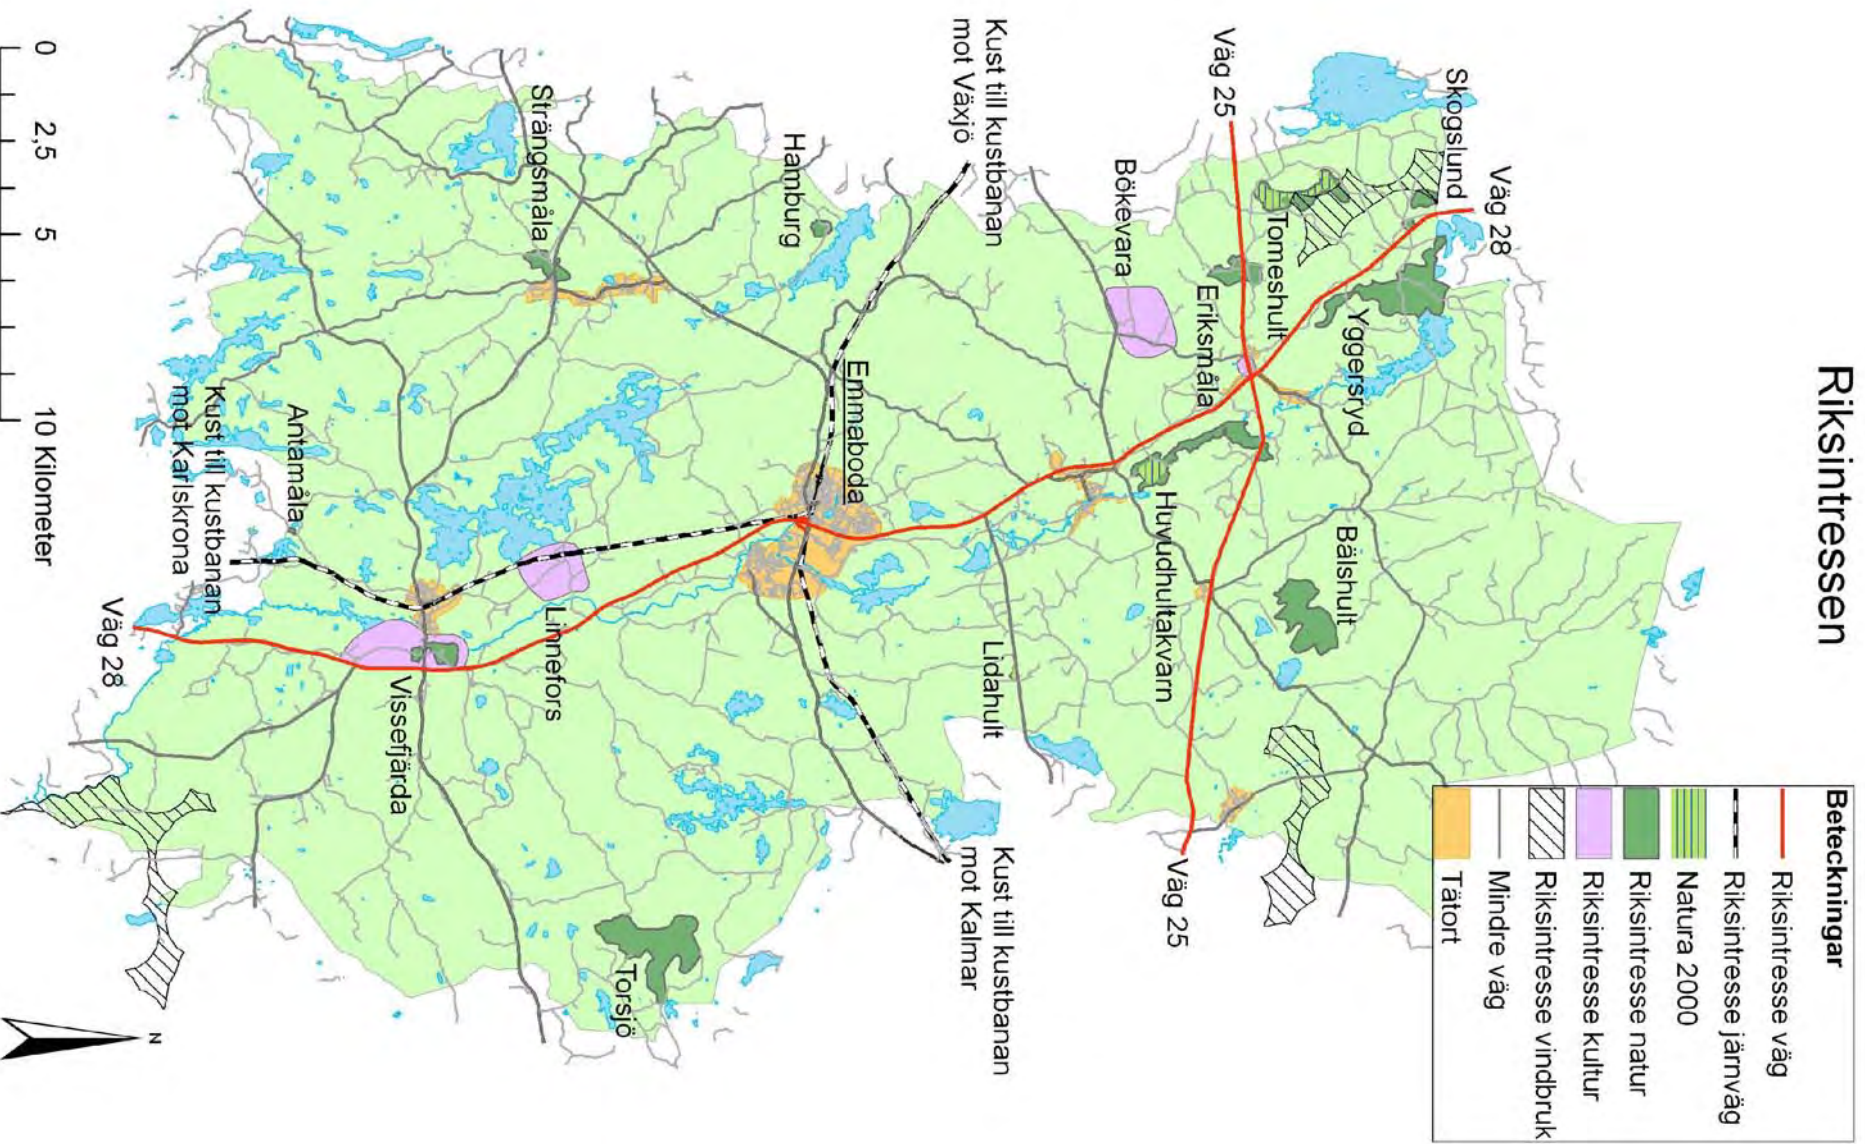 Riksintressen
Beteckningar
Riksintresse väg
Riksintresse järnväg
Natura 2000
Riksintresse natur
Riksintresse kultur
Riksintresse vindbruk
Mindre väg
Tätort
Väg 28
Skogslund
Yggersryd
Bälshult
Tomeshult
Väg 25
Eriksmåla
Huvudhultakvarn
Väg 25
Bökevara
Kust till kustbanan
mot Växjö
Lidahult
Kust till kustbanan
mot Kalmar
Emmaboda
Hamburg
Torsjö
Strängsmåla
Linnefors
Vissefjärda
Antamåla
Kust till kustbanan
mot Karlskrona
Väg 28
N
0 2,5 5 10 Kilometer